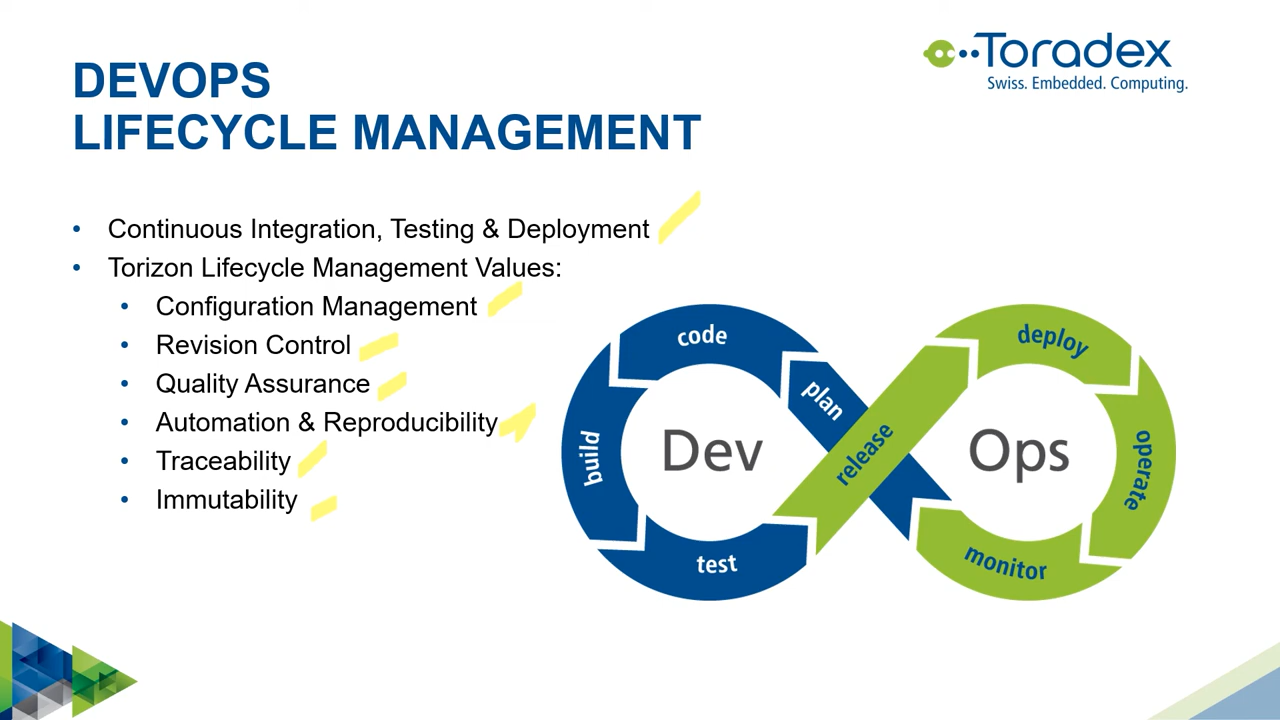 Toradex
Swiss. Embedded. Computing.
DEVOPS
LIFECYCLE MANAGEMENT
• Continuous Integration, Testing & Deployment
• Torizon Lifecycle Management Values:
• Configuration Management
• Revision Control
• Quality Assurance
• Automation & Reproducibility
• Traceability
• Immutability
code
plan
build
test
Dev
release
Ops
deploy
operate
monitor